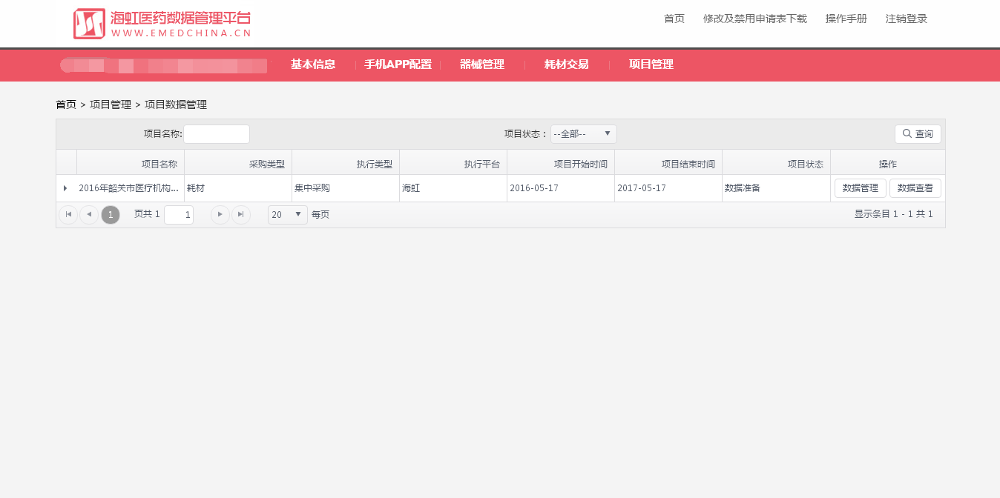 海虹医药数据管理平台
WWW.EMEDCHINA.CN
首页 修改及禁用申请表下载 操作手册 注销登录
基本信息 手机APP配置 器械管理 耗材交易 项目管理
首页 > 项目管理 > 项目数据管理
项目名称: 项目状态： --全部-- 查询
项目名称 采购类型 执行类型 执行平台 项目开始时间 项目结束时间 项目状态 操作
2016年韶关市医疗机构... 耗材 集中采购 海虹 2016-05-17 2017-05-17 数据准备 数据管理 数据查看
1 页共 1 1 20 每页 显示条目 1 - 1 共 1